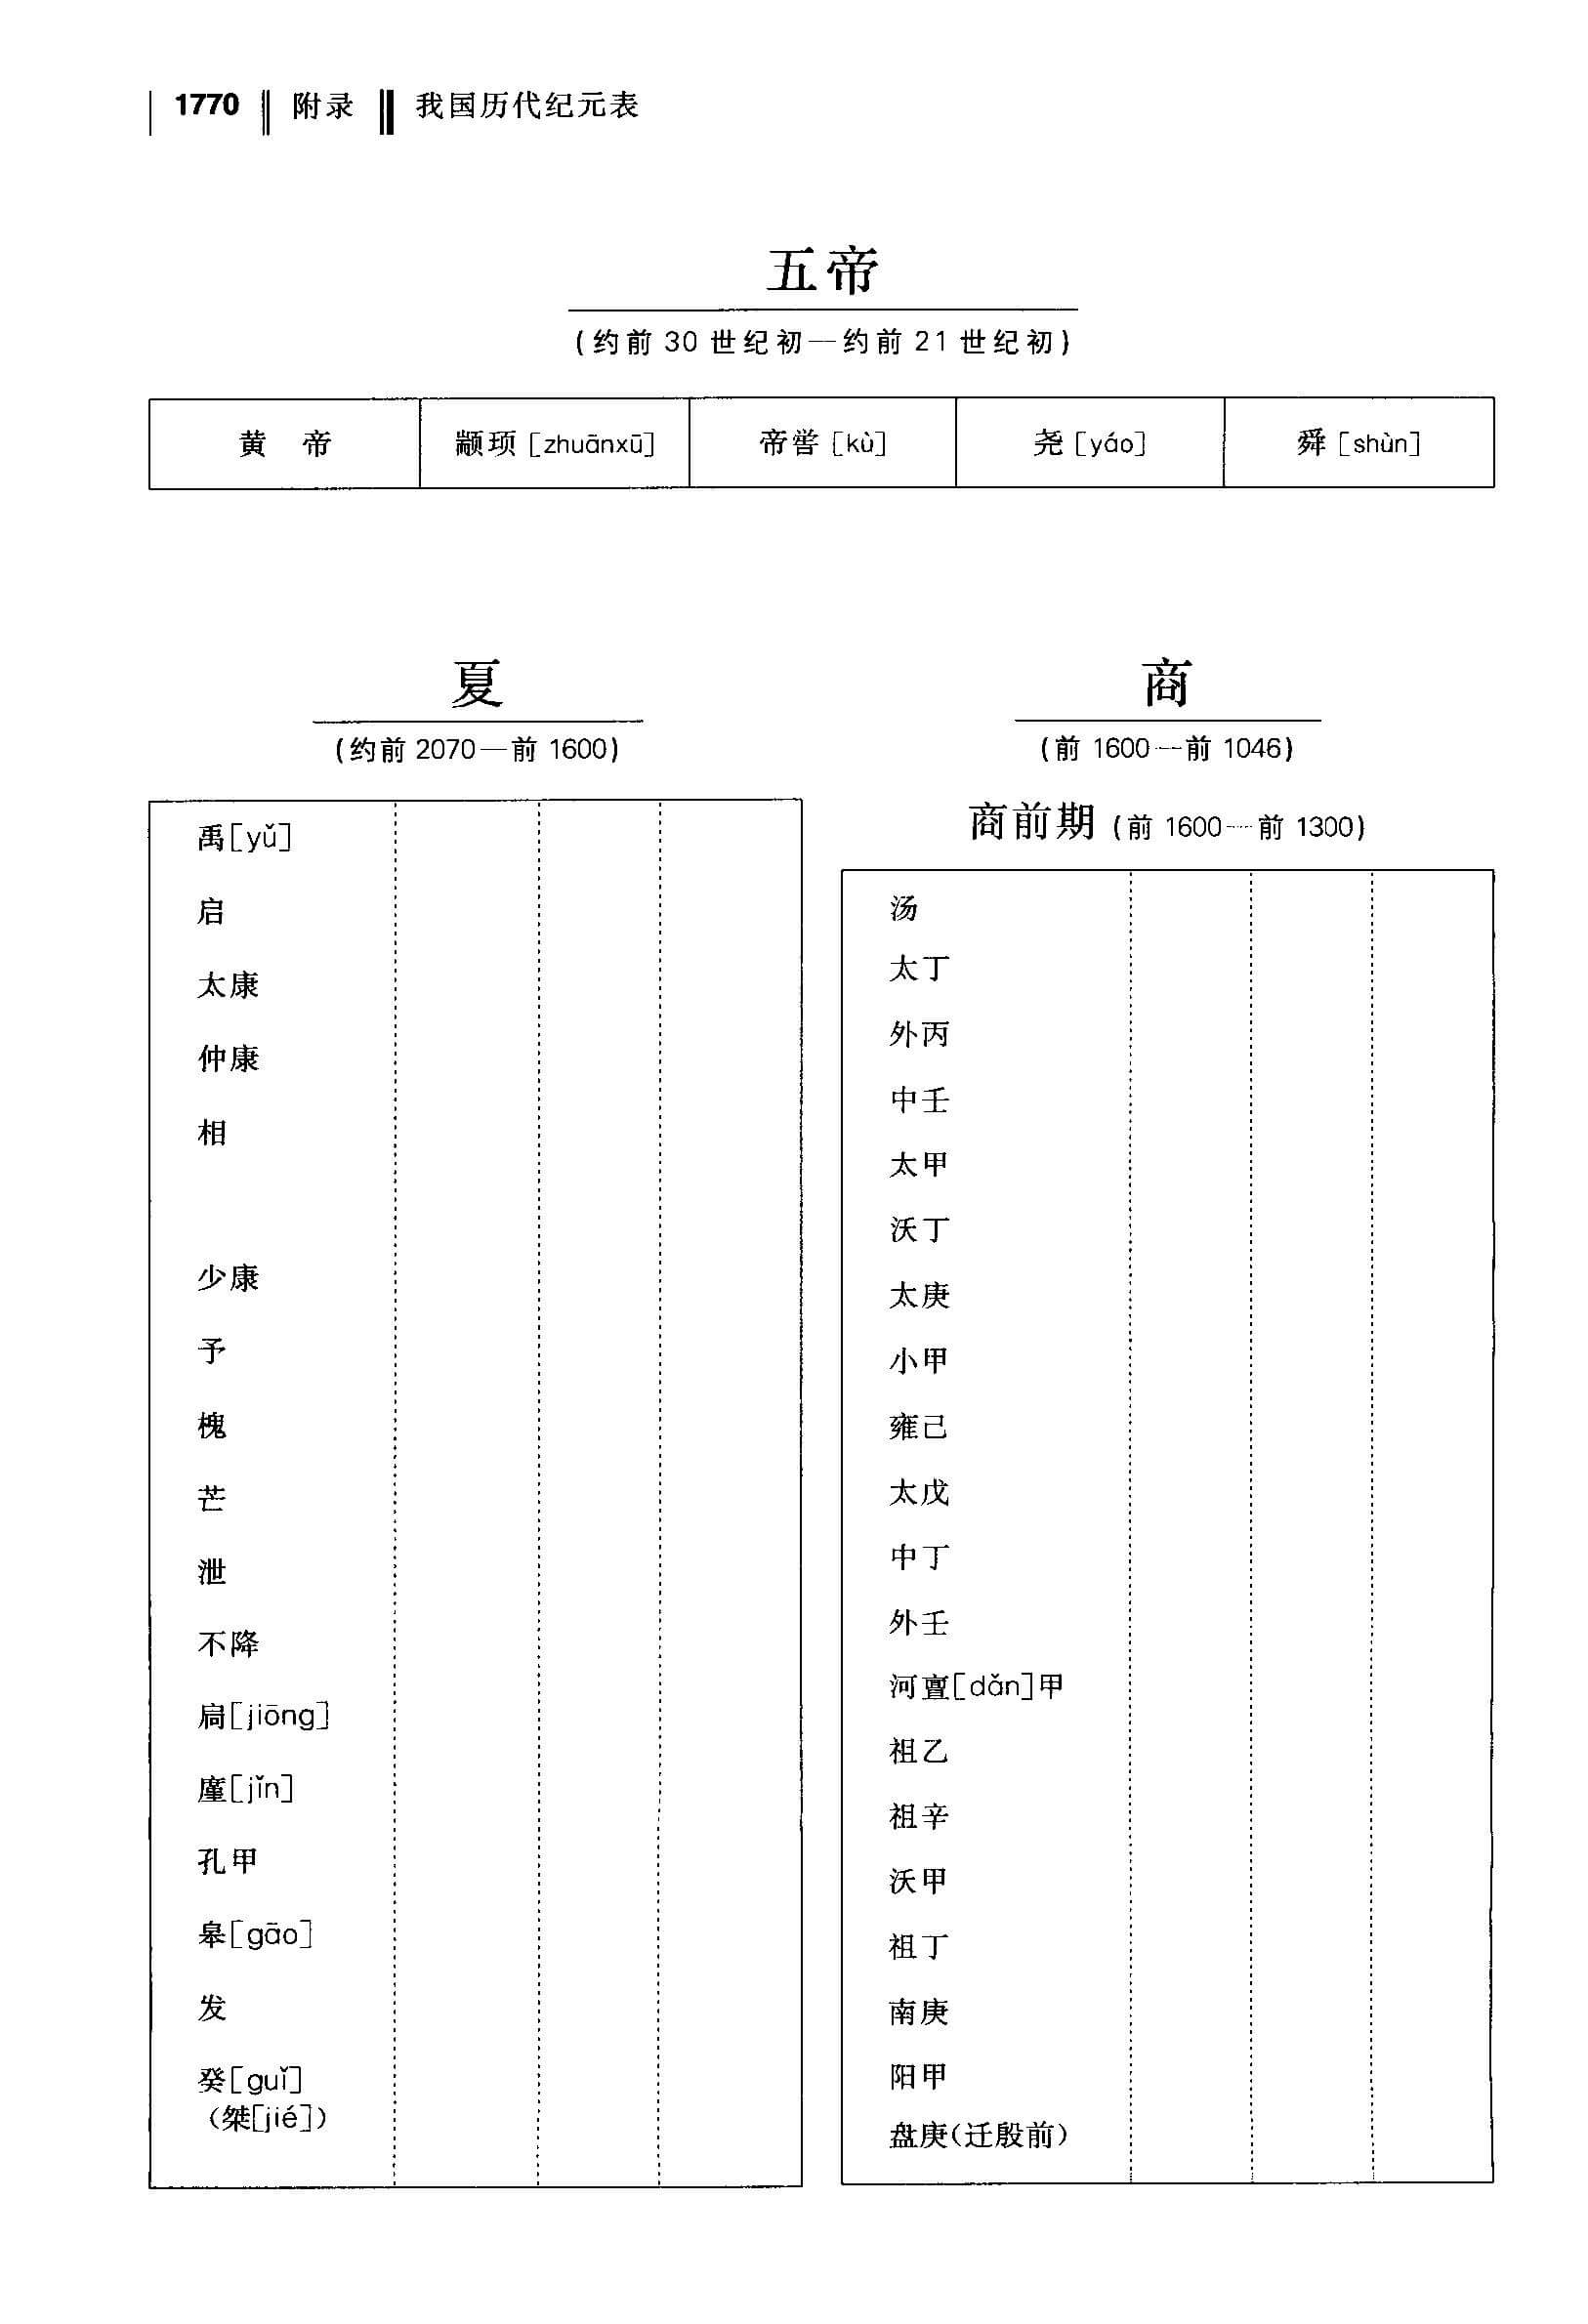 1770 附录 我国历代纪元表
五帝
(约前 30 世纪初—约前 21 世纪初)
黄 帝 颛顼[zhuānxū] 帝喾[kù] 尧[yáo] 舜[shùn]
夏
(约前 2070—前 1600)
禹[yǔ]
启
太康
仲康
相
少康
予
槐
芒
泄
不降
扃[jiōng]
廑[jǐn]
孔甲
皋[gāo]
发
癸[guǐ]
(桀[jié])
商
(前 1600—前 1046)
商前期(前 1600—前 1300)
汤
太丁
外丙
中壬
太甲
沃丁
太庚
小甲
雍己
太戊
中丁
外壬
河亶[dǎn]甲
祖乙
祖辛
沃甲
祖丁
南庚
阳甲
盘庚(迁殷前)